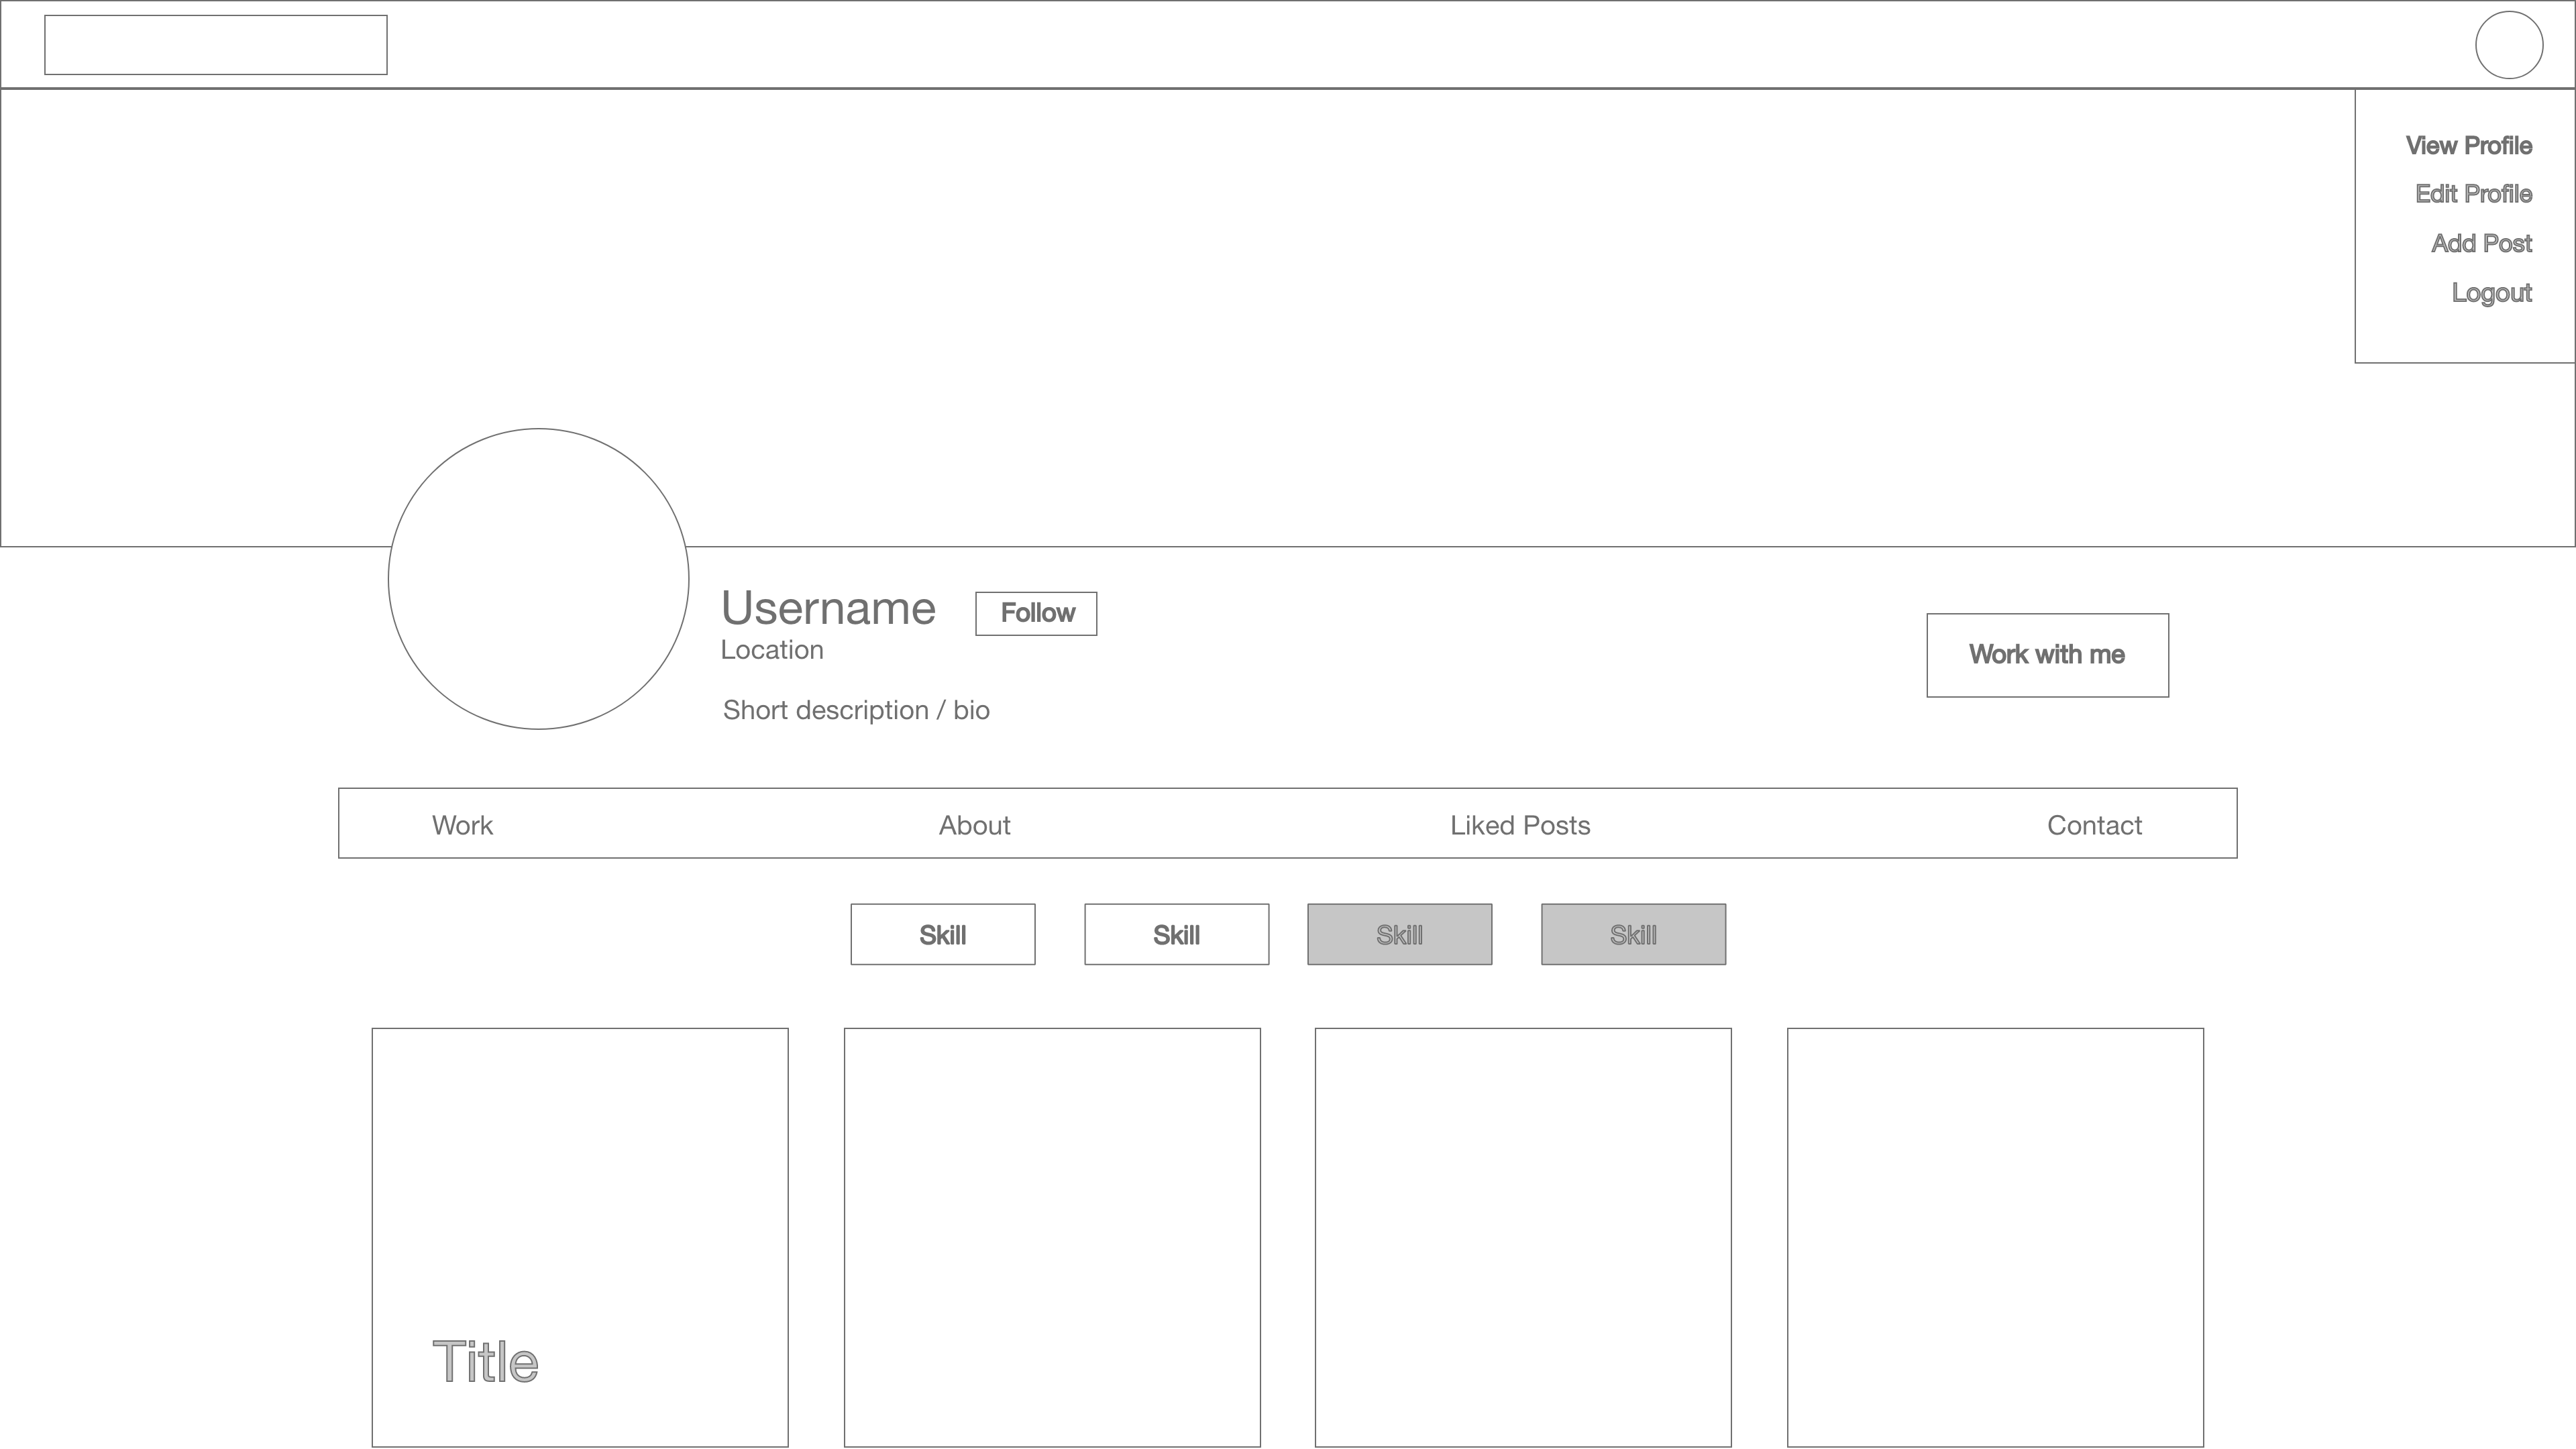 View Profile
Edit Profile
Add Post
Logout
Username
Follow
Location
Work with me
Short description / bio
Work
About
Liked Posts
Contact
Skill
Skill
Skill
Skill
Title